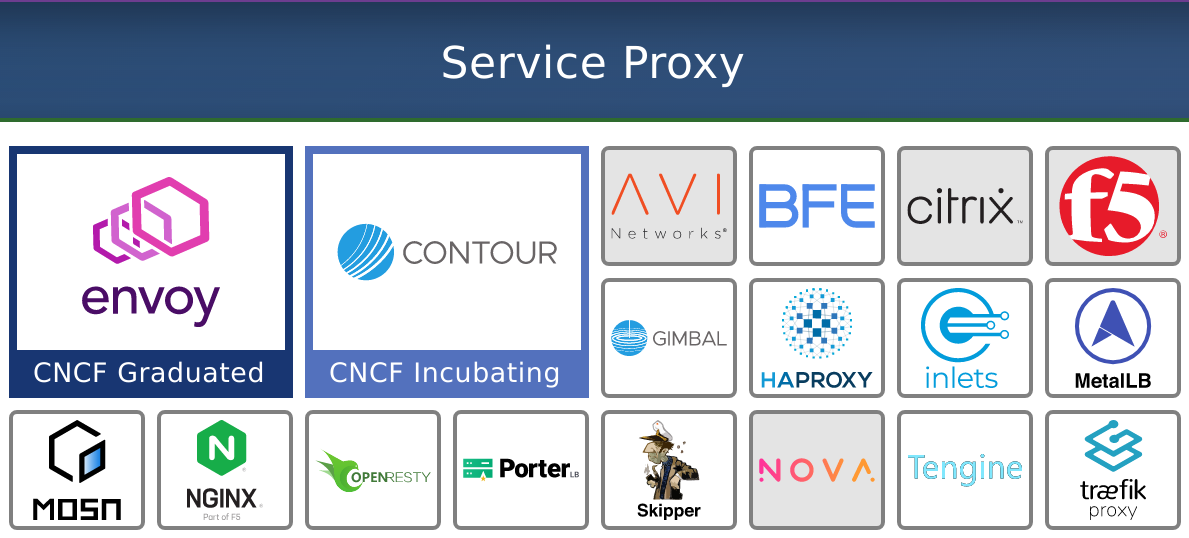 Service Proxy
envoy
CNCF Graduated
CONTOUR
CNCF Incubating
AVI
Networks®
BFE
citrix™
f5®
GIMBAL
HAPROXY
inlets
MetalLB
MOSN
NGINX
Part of F5
OPENRESTY
Porter LB
Skipper
NOVA
Tengine
træfik
proxy